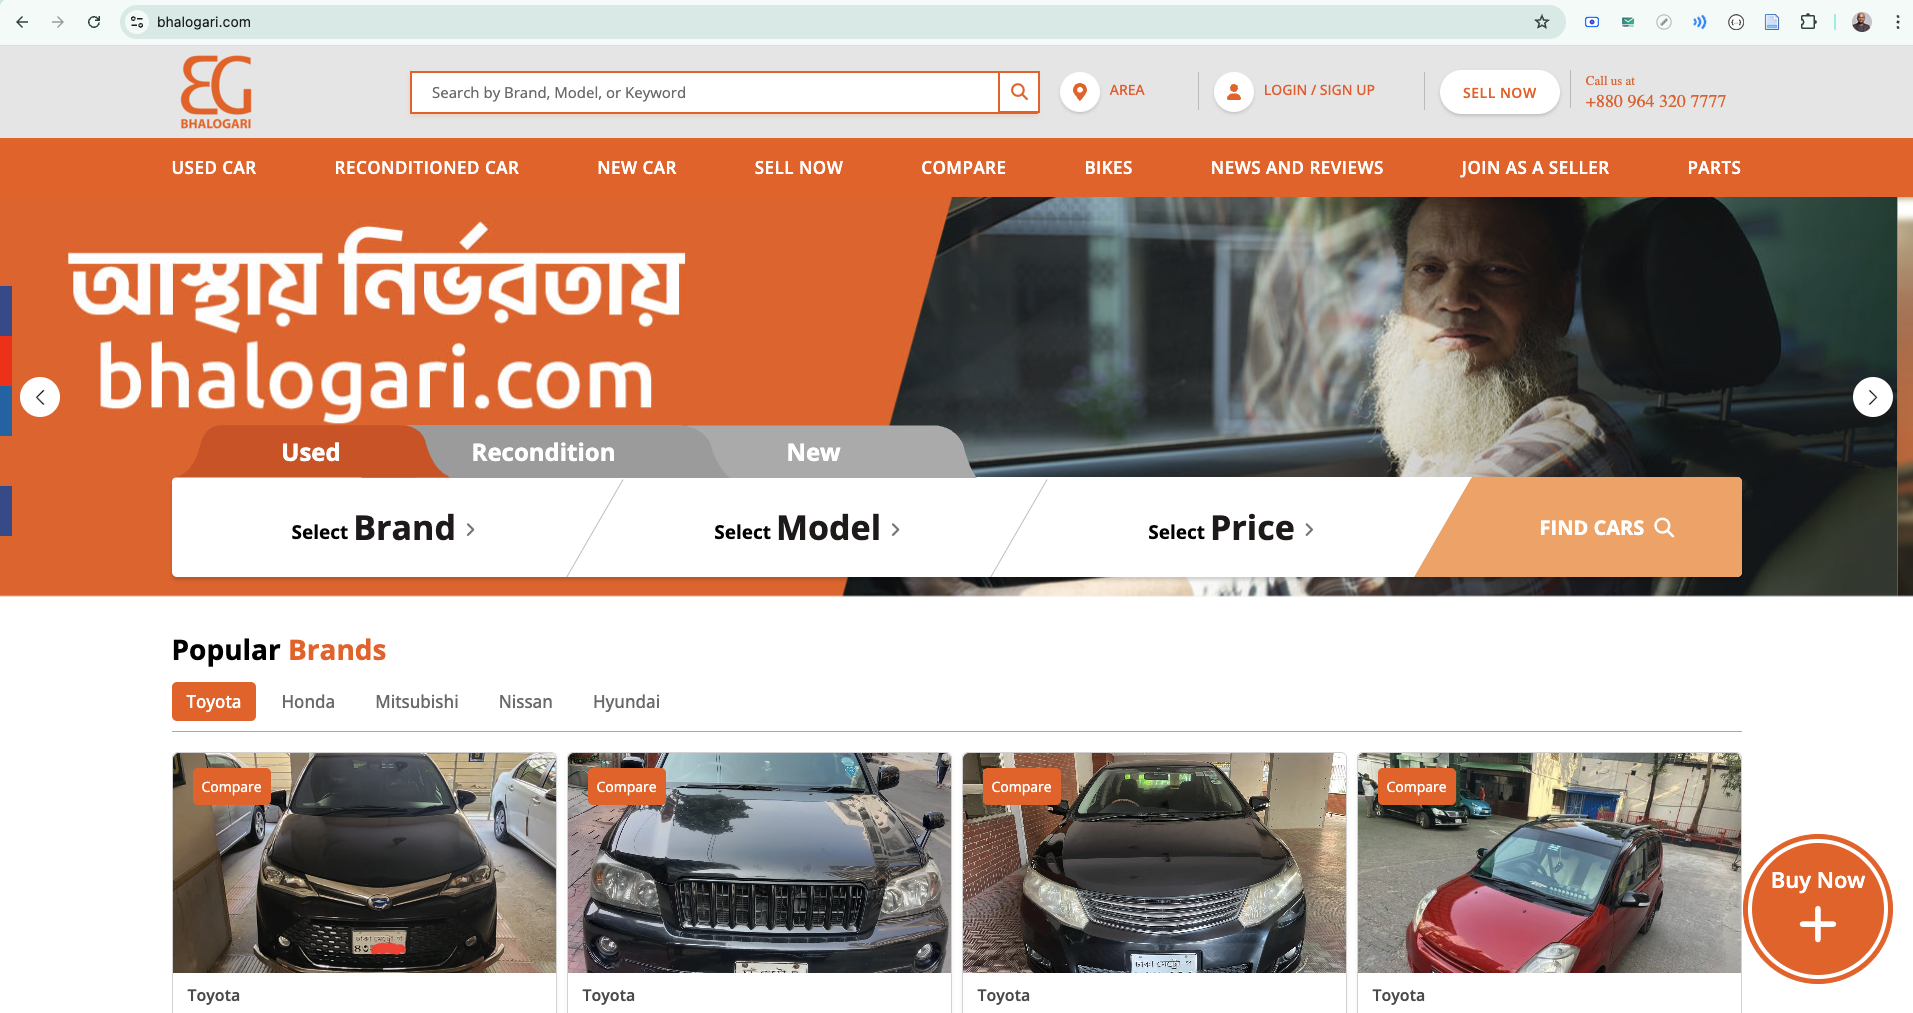 bhalogari.com
BHALOGARI
Search by Brand, Model, or Keyword
AREA
LOGIN / SIGN UP
SELL NOW
Call us at
+880 964 320 7777
USED CAR
RECONDITIONED CAR
NEW CAR
SELL NOW
COMPARE
BIKES
NEWS AND REVIEWS
JOIN AS A SELLER
PARTS
আস্থায় নির্ভরতায়
bhalogari.com
Used
Recondition
New
Select Brand
Select Model
Select Price
FIND CARS
Popular Brands
Toyota
Honda
Mitsubishi
Nissan
Hyundai
Compare
Compare
Compare
Compare
Buy Now
Toyota
Toyota
Toyota
Toyota